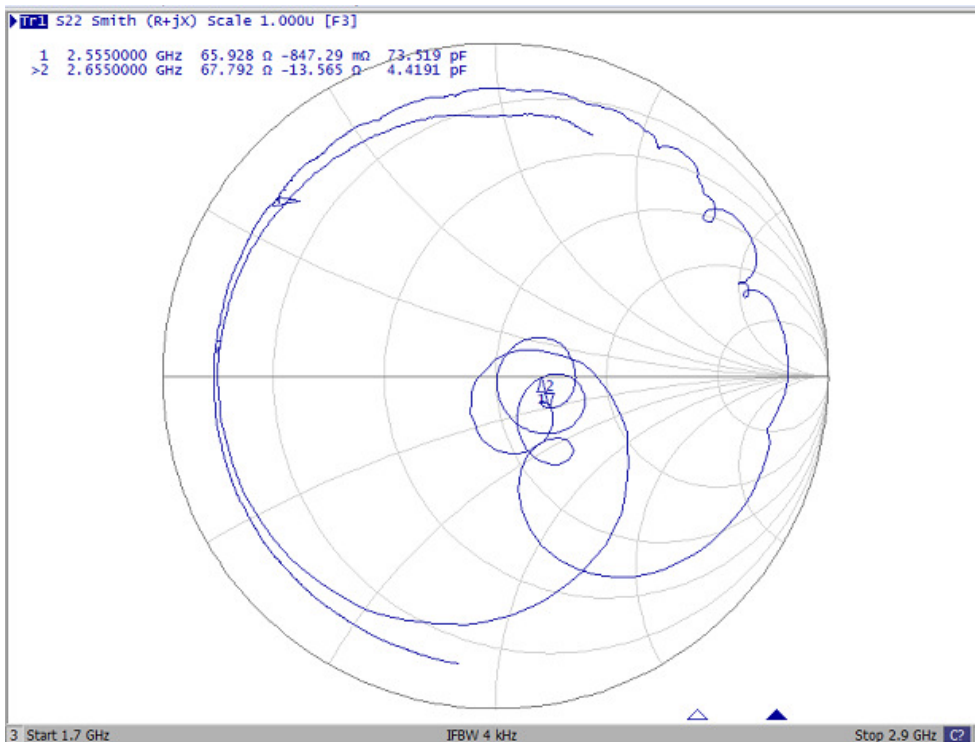 Tr1 S22 Smith (R+jX) Scale 1.000U [F3]
1 2.5550000 GHz 65.928 Ω -847.29 mΩ 73.519 pF
>2 2.6550000 GHz 67.792 Ω -13.565 Ω 4.4191 pF
2
1
3 Start 1.7 GHz IFBW 4 kHz Stop 2.9 GHz C?